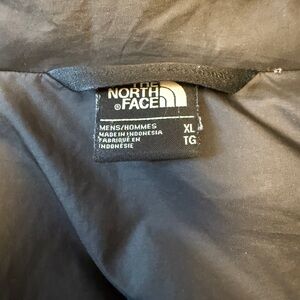 THE
NORTH
®FACE
MENS/HOMMES XL
MADE IN INDONESIA TG
FABRIQUÉ EN
INDONÉSIE